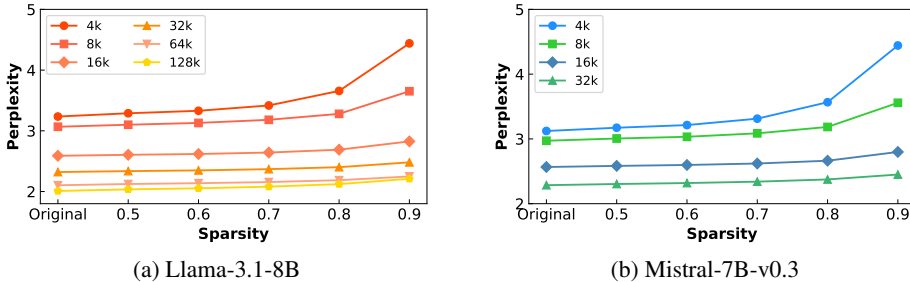 5
4
3
2
Perplexity
4k
8k
16k
32k
64k
128k
Original 0.5 0.6 0.7 0.8 0.9
Sparsity
(a) Llama-3.1-8B
5
4
3
2
Perplexity
4k
8k
16k
32k
Original 0.5 0.6 0.7 0.8 0.9
Sparsity
(b) Mistral-7B-v0.3